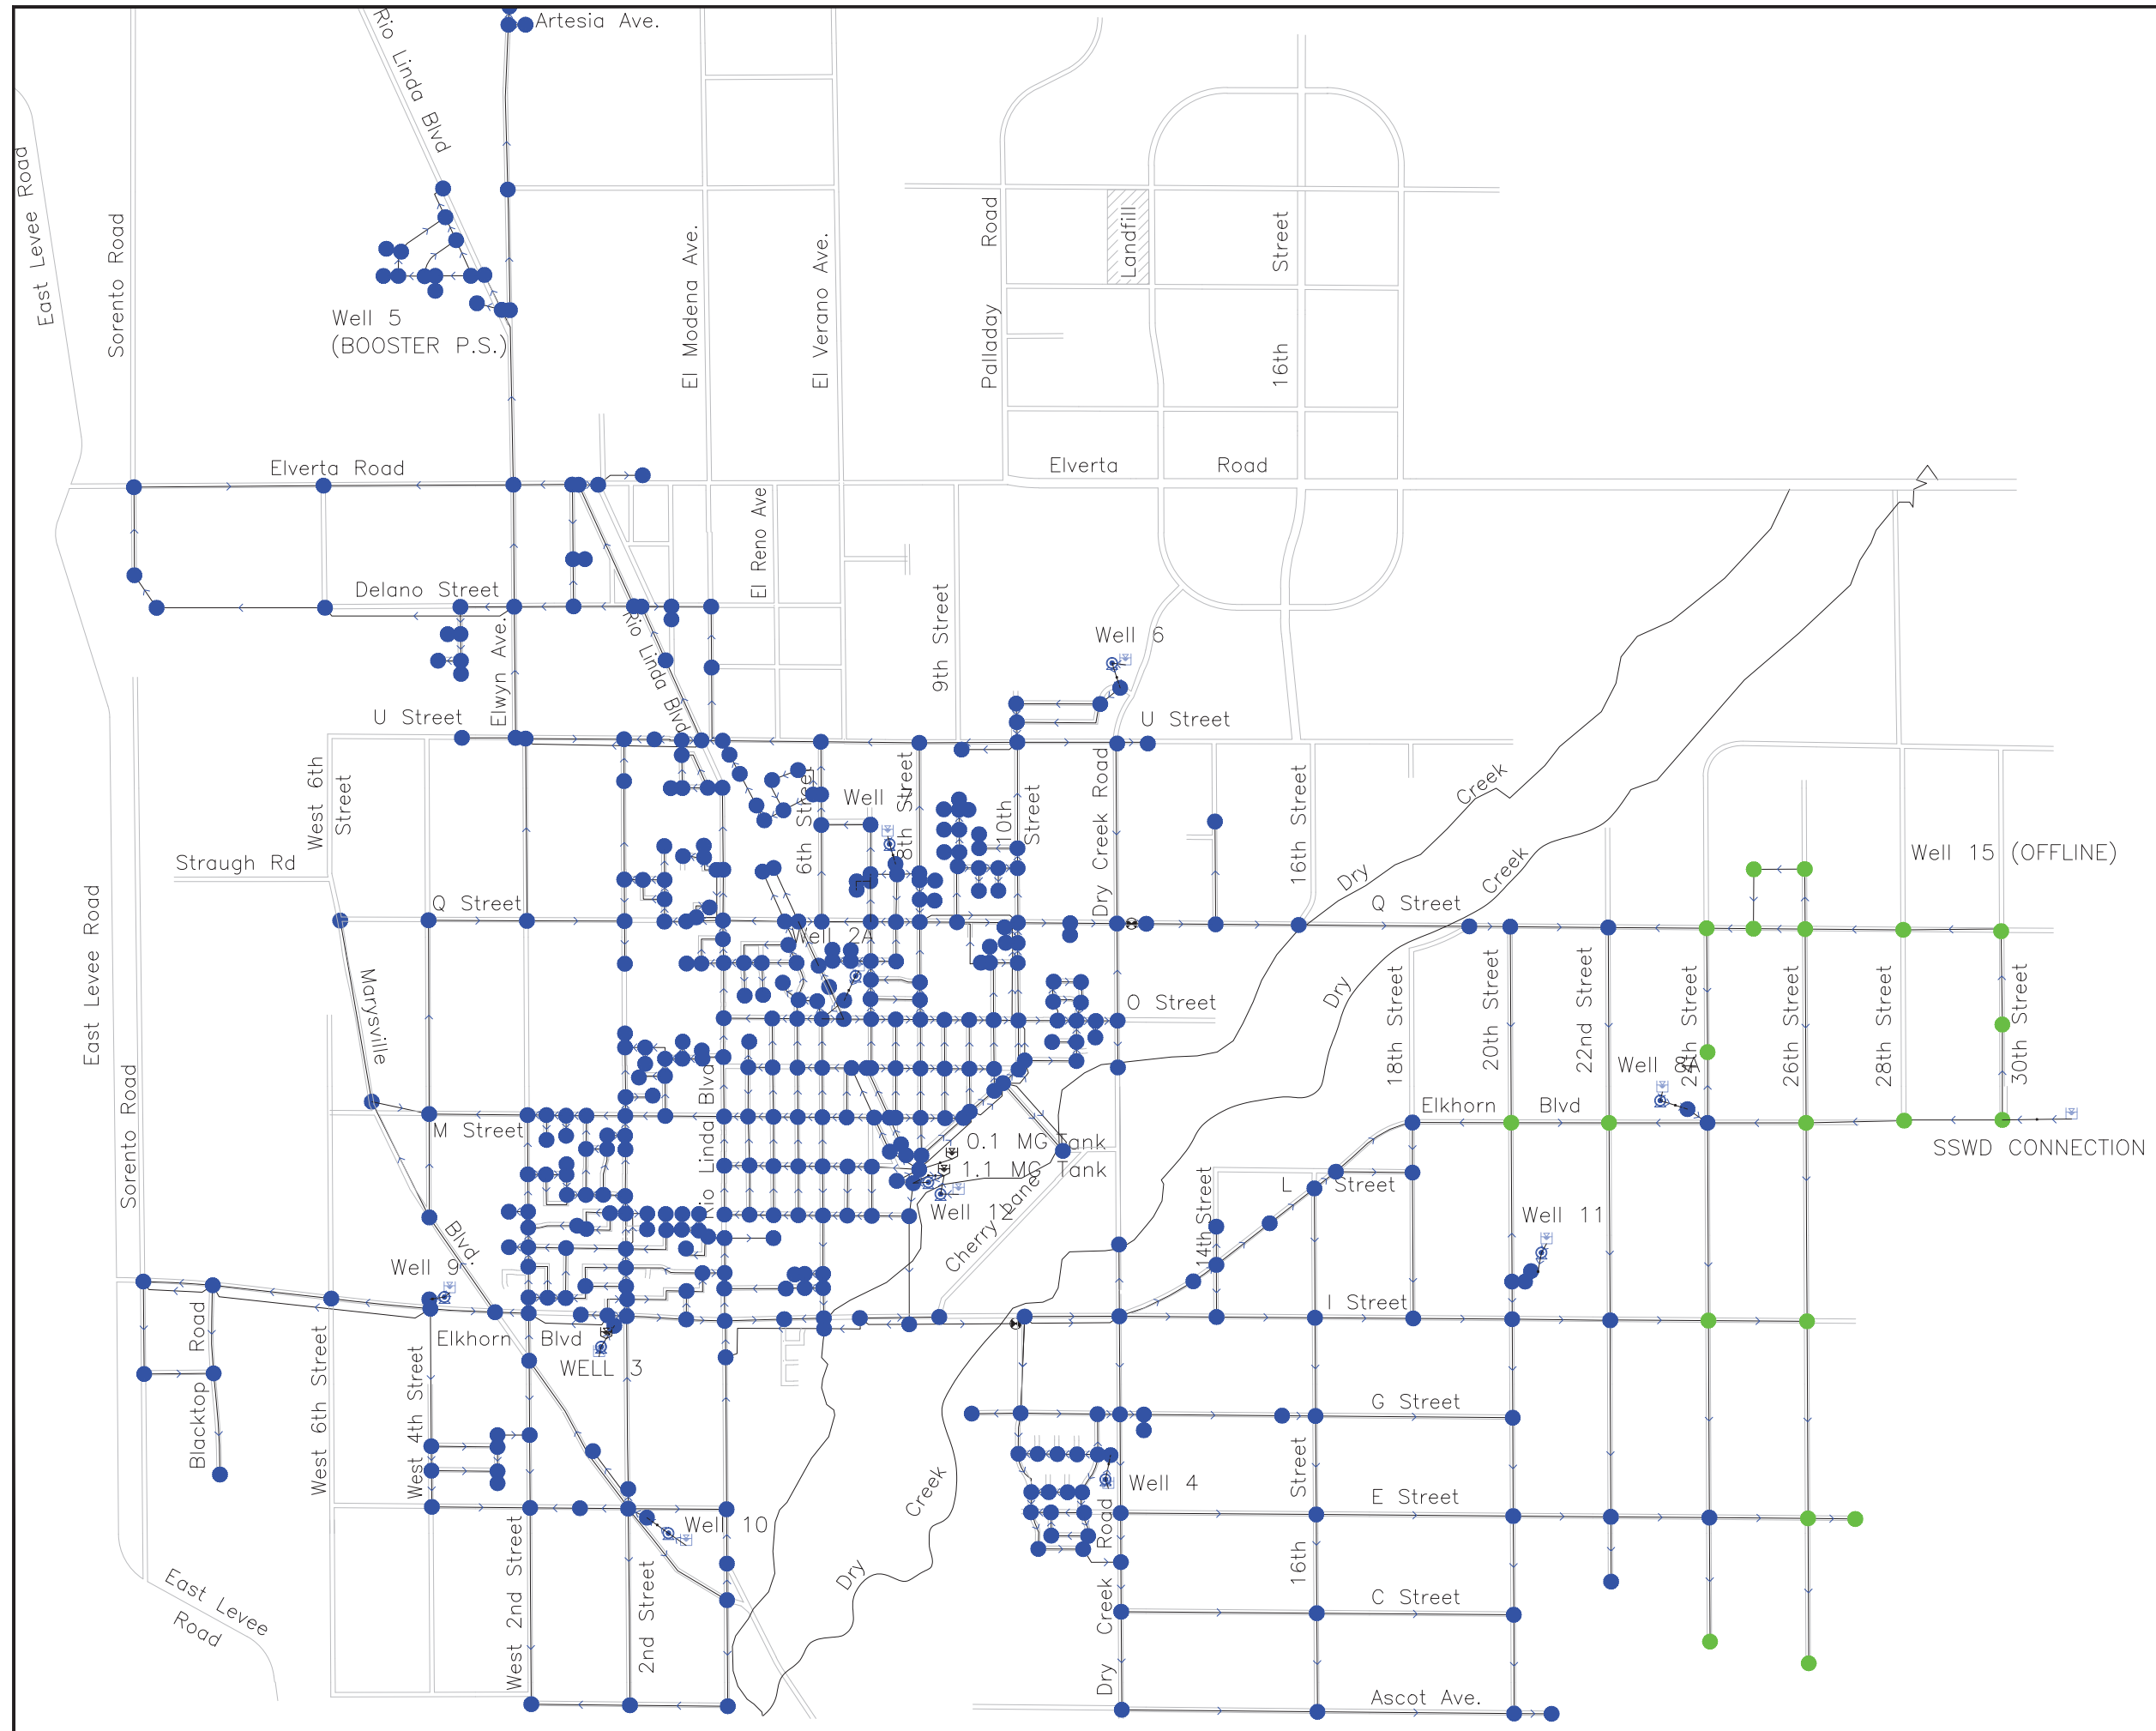 Artesia Ave.
Rio Linda Blvd
East Levee Road
Sorento Road
El Modena Ave.
El Verano Ave.
Palladay Road
Landfill
16th Street
Well 5
(BOOSTER P.S.)
Elverta Road
Elverta Road
El Reno Ave
Delano Street
9th Street
Rio Linda Blvd
Elwyn Ave.
Well 6
U Street
U Street
West 6th
Street
6th Street
Well
8th Street
10th
Street
Dry Creek Road
16th Street
Dry Creek
Dry Creek
Straugh Rd
Well 15 (OFFLINE)
Q Street
Q Street
Well 2A
East Levee Road
Marysville Blvd.
O Street
18th Street
20th Street
22nd Street
24th Street
26th Street
28th Street
30th Street
Well 8A
Sorento Road
Rio Linda Blvd
M Street
Elkhorn Blvd
0.1 MG Tank
1.1 MG Tank
SSWD CONNECTION
Well 12
Cherry Lane
14th Street
L Street
Well 11
Well 9
I Street
Elkhorn Blvd
WELL 3
Blacktop Road
West 6th Street
West 4th Street
G Street
Creek
Dry
Well 4
16th Street
E Street
Well 10
West 2nd Street
2nd Street
Dry Creek Road
C Street
East Levee
Road
Ascot Ave.